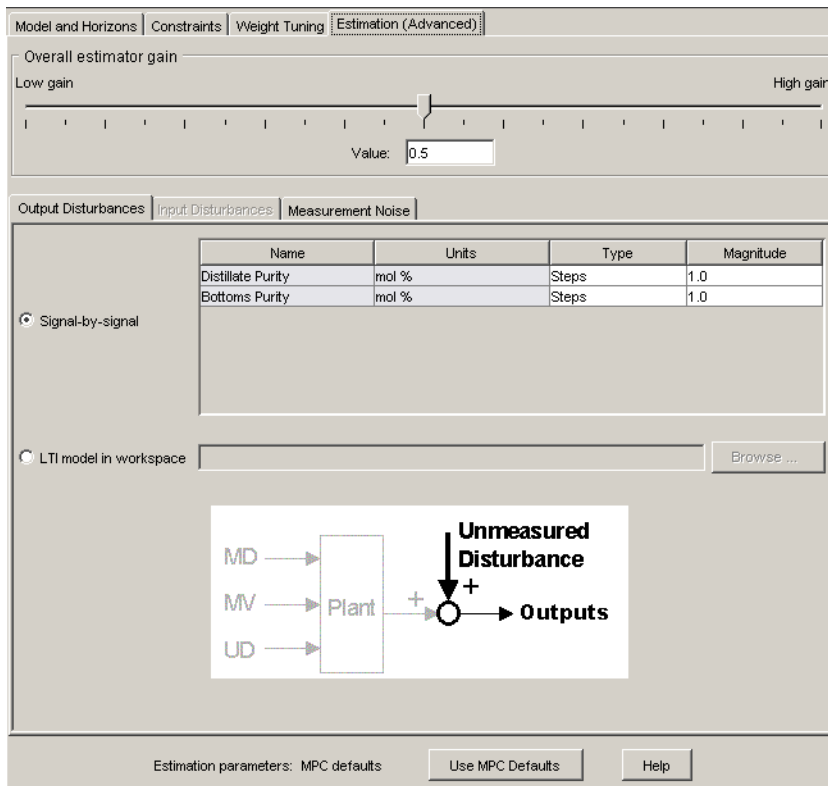 Model and Horizons Constraints Weight Tuning Estimation (Advanced)
Overall estimator gain
Low gain High gain
Value: 0.5
Output Disturbances Input Disturbances Measurement Noise
Name Units Type Magnitude
Distillate Purity mol % Steps 1.0
Bottoms Purity mol % Steps 1.0
Signal-by-signal
LTI model in workspace Browse ...
Unmeasured
Disturbance
MD
+
MV Plant + Outputs
UD
Estimation parameters: MPC defaults Use MPC Defaults Help